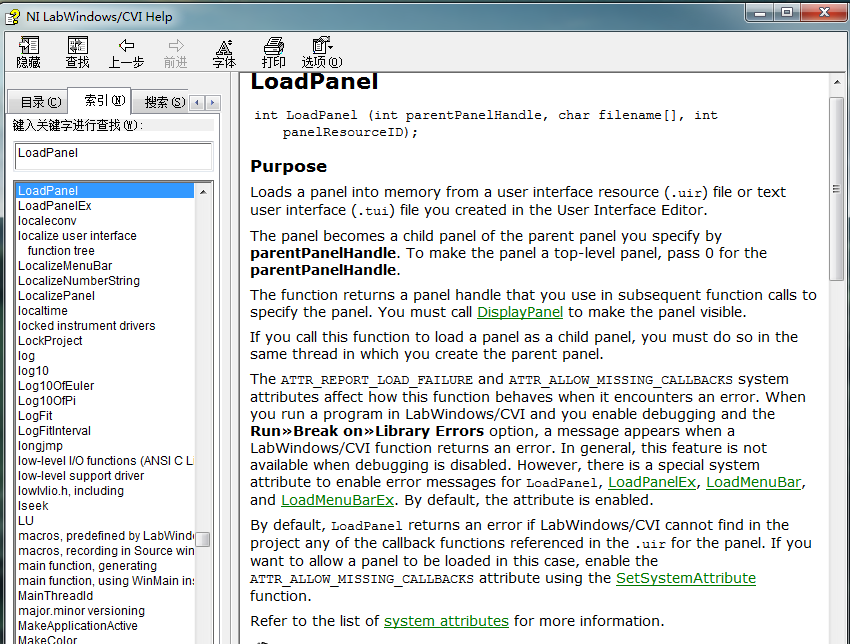 NI LabWindows/CVI Help
隐藏 查找 上一步 前进 字体 打印 选项(O)
目录(C) 索引(N) 搜索(S)
键入关键字进行查找(W):
LoadPanel
LoadPanel
LoadPanelEx
localeconv
localize user interface
function tree
LocalizeMenuBar
LocalizeNumberString
LocalizePanel
localtime
locked instrument drivers
LockProject
log
log10
Log10OfEuler
Log10OfPi
LogFit
LogFitInterval
longjmp
low-level I/O functions (ANSI C L
low-level support driver
lowlvlio.h, including
lseek
LU
macros, predefined by LabWind
macros, recording in Source win
main function, generating
main function, using WinMain ins
MainThreadId
major.minor versioning
MakeApplicationActive
MakeColor
LoadPanel
int LoadPanel (int parentPanelHandle, char filename[], int
panelResourceID);
Purpose
Loads a panel into memory from a user interface resource (.uir) file or text
user interface (.tui) file you created in the User Interface Editor.
The panel becomes a child panel of the parent panel you specify by
parentPanelHandle. To make the panel a top-level panel, pass 0 for the
parentPanelHandle.
The function returns a panel handle that you use in subsequent function calls to
specify the panel. You must call DisplayPanel to make the panel visible.
If you call this function to load a panel as a child panel, you must do so in the
same thread in which you create the parent panel.
The ATTR_REPORT_LOAD_FAILURE and ATTR_ALLOW_MISSING_CALLBACKS system
attributes affect how this function behaves when it encounters an error. When
you run a program in LabWindows/CVI and you enable debugging and the
Run»Break on»Library Errors option, a message appears when a
LabWindows/CVI function returns an error. In general, this feature is not
available when debugging is disabled. However, there is a special system
attribute to enable error messages for LoadPanel, LoadPanelEx, LoadMenuBar,
and LoadMenuBarEx. By default, the attribute is enabled.
By default, LoadPanel returns an error if LabWindows/CVI cannot find in the
project any of the callback functions referenced in the .uir for the panel. If you
want to allow a panel to be loaded in this case, enable the
ATTR_ALLOW_MISSING_CALLBACKS attribute using the SetSystemAttribute
function.
Refer to the list of system attributes for more information.